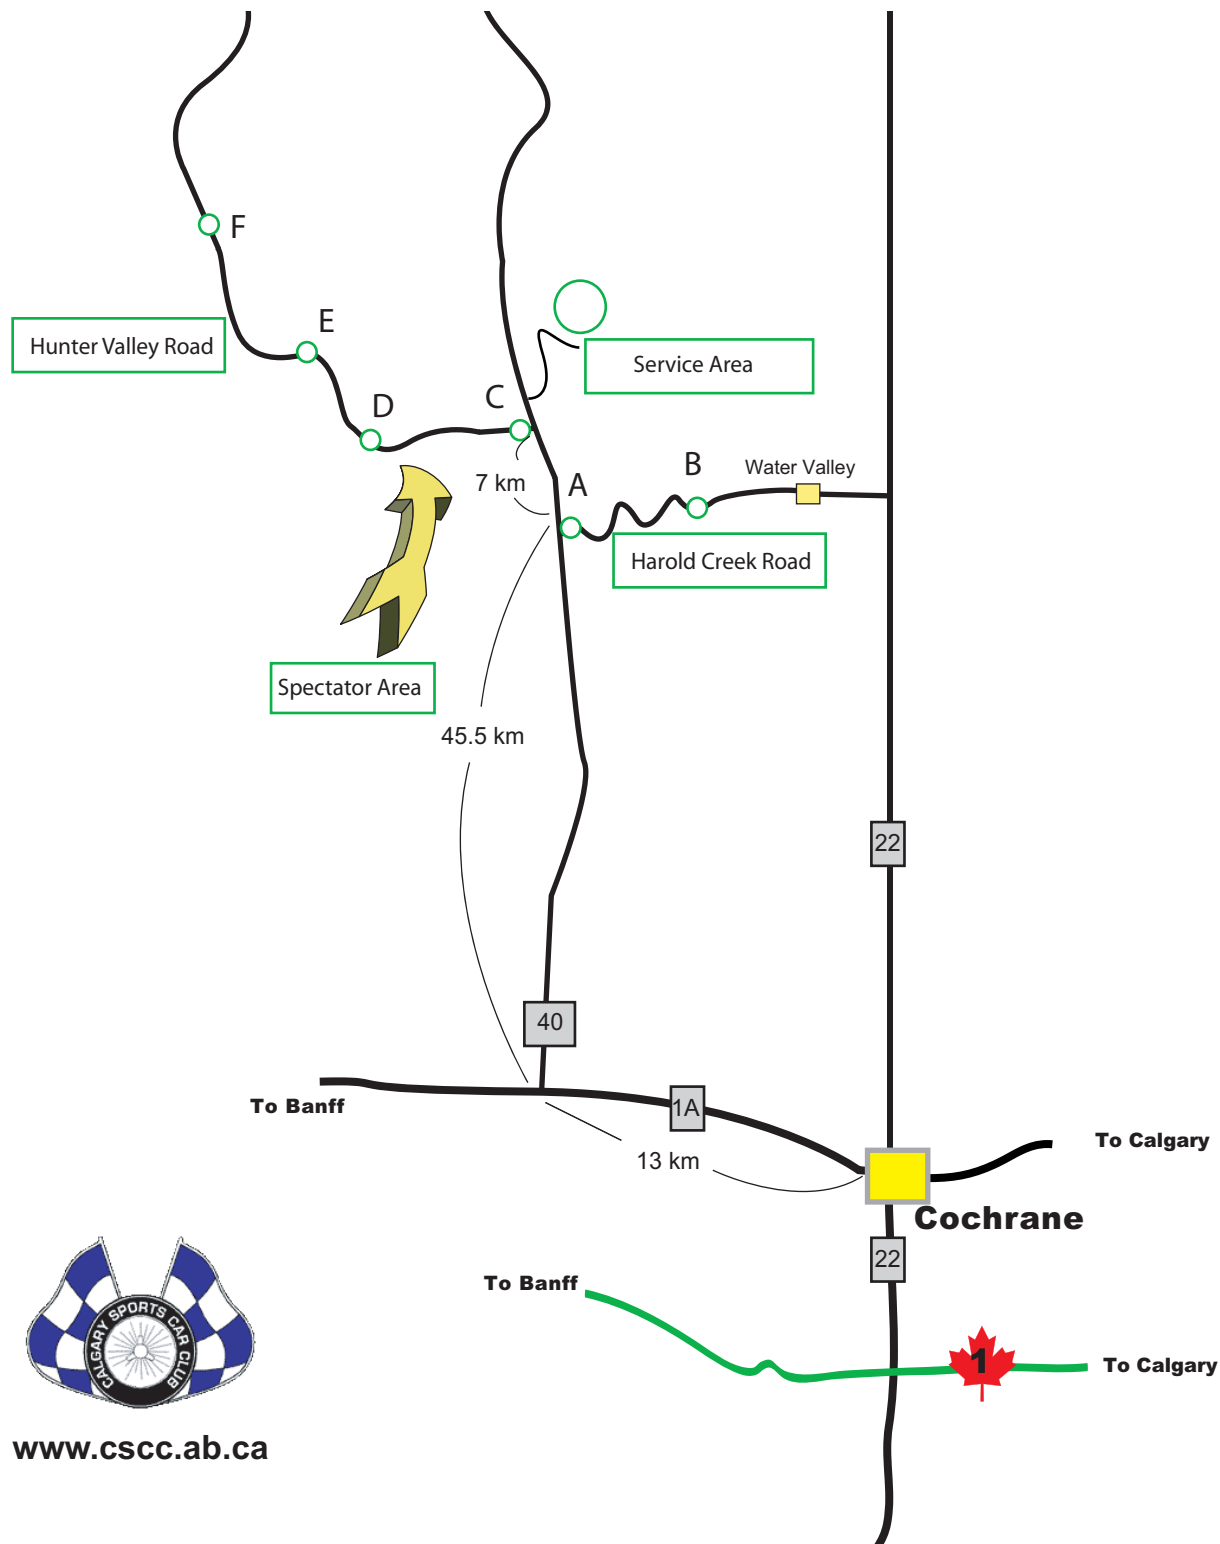 F
E
Hunter Valley Road
Service Area
D
C
B
Water Valley
7 km
A
Harold Creek Road
Spectator Area
45.5 km
22
40
1A
To Banff
To Calgary
13 km
Cochrane
22
To Banff
1
To Calgary
CALGARY SPORTS CAR CLUB
www.cscc.ab.ca